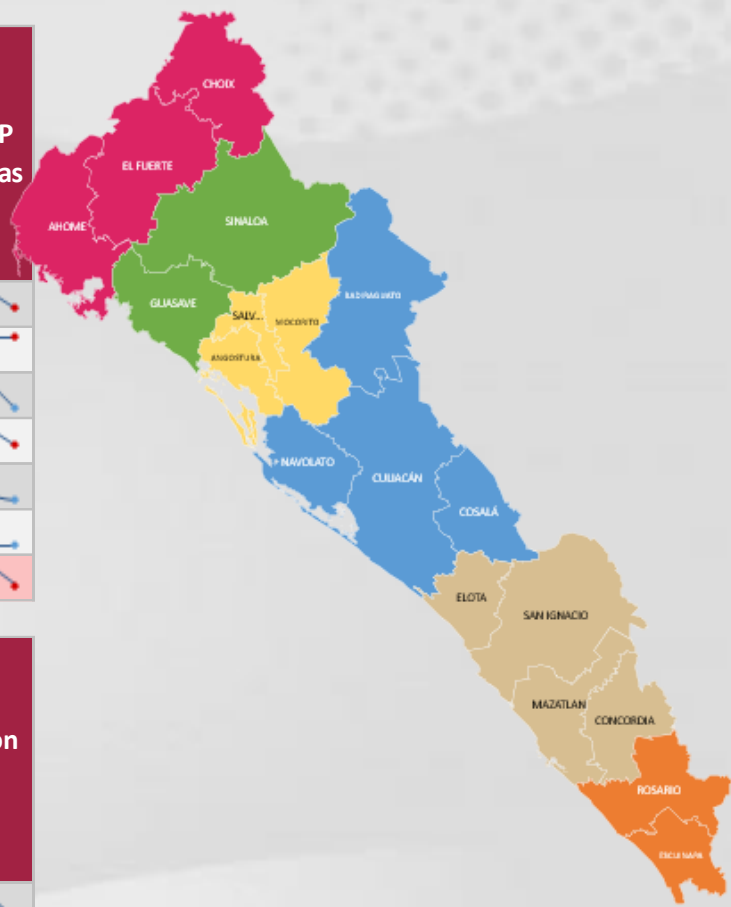 P
as
on
CHOIX
EL FUERTE
AHOME
SINALOA
GUASAVE
SALV...
MOCORITO
BADIRAGUATO
ANGOSTURA
NAVOLATO
CULIACÁN
COSALÁ
ELOTA
SAN IGNACIO
MAZATLAN
CONCORDIA
ROSARIO
ESCUINAPA